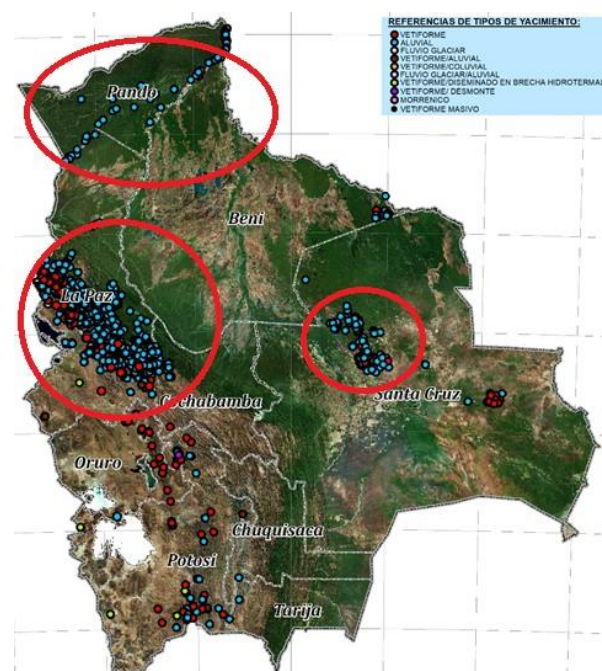 REFERENCIAS DE TIPOS DE YACIMIENTO:
VETIFORME
ALUVIAL
FLUVIO GLACIAR
VETIFORME/ALUVIAL
VETIFORME/COLUVIAL
FLUVIO GLACIAR/ALUVIAL
VETIFORME/DISEMINADO EN BRECHA HIDROTERMAL
VETIFORME/ DESMONTE
MORRENICO
VETIFORME MASIVO
Pando
Beni
La Paz
Cochabamba
Santa Cruz
Oruro
Chuquisaca
Potosi
Tarija